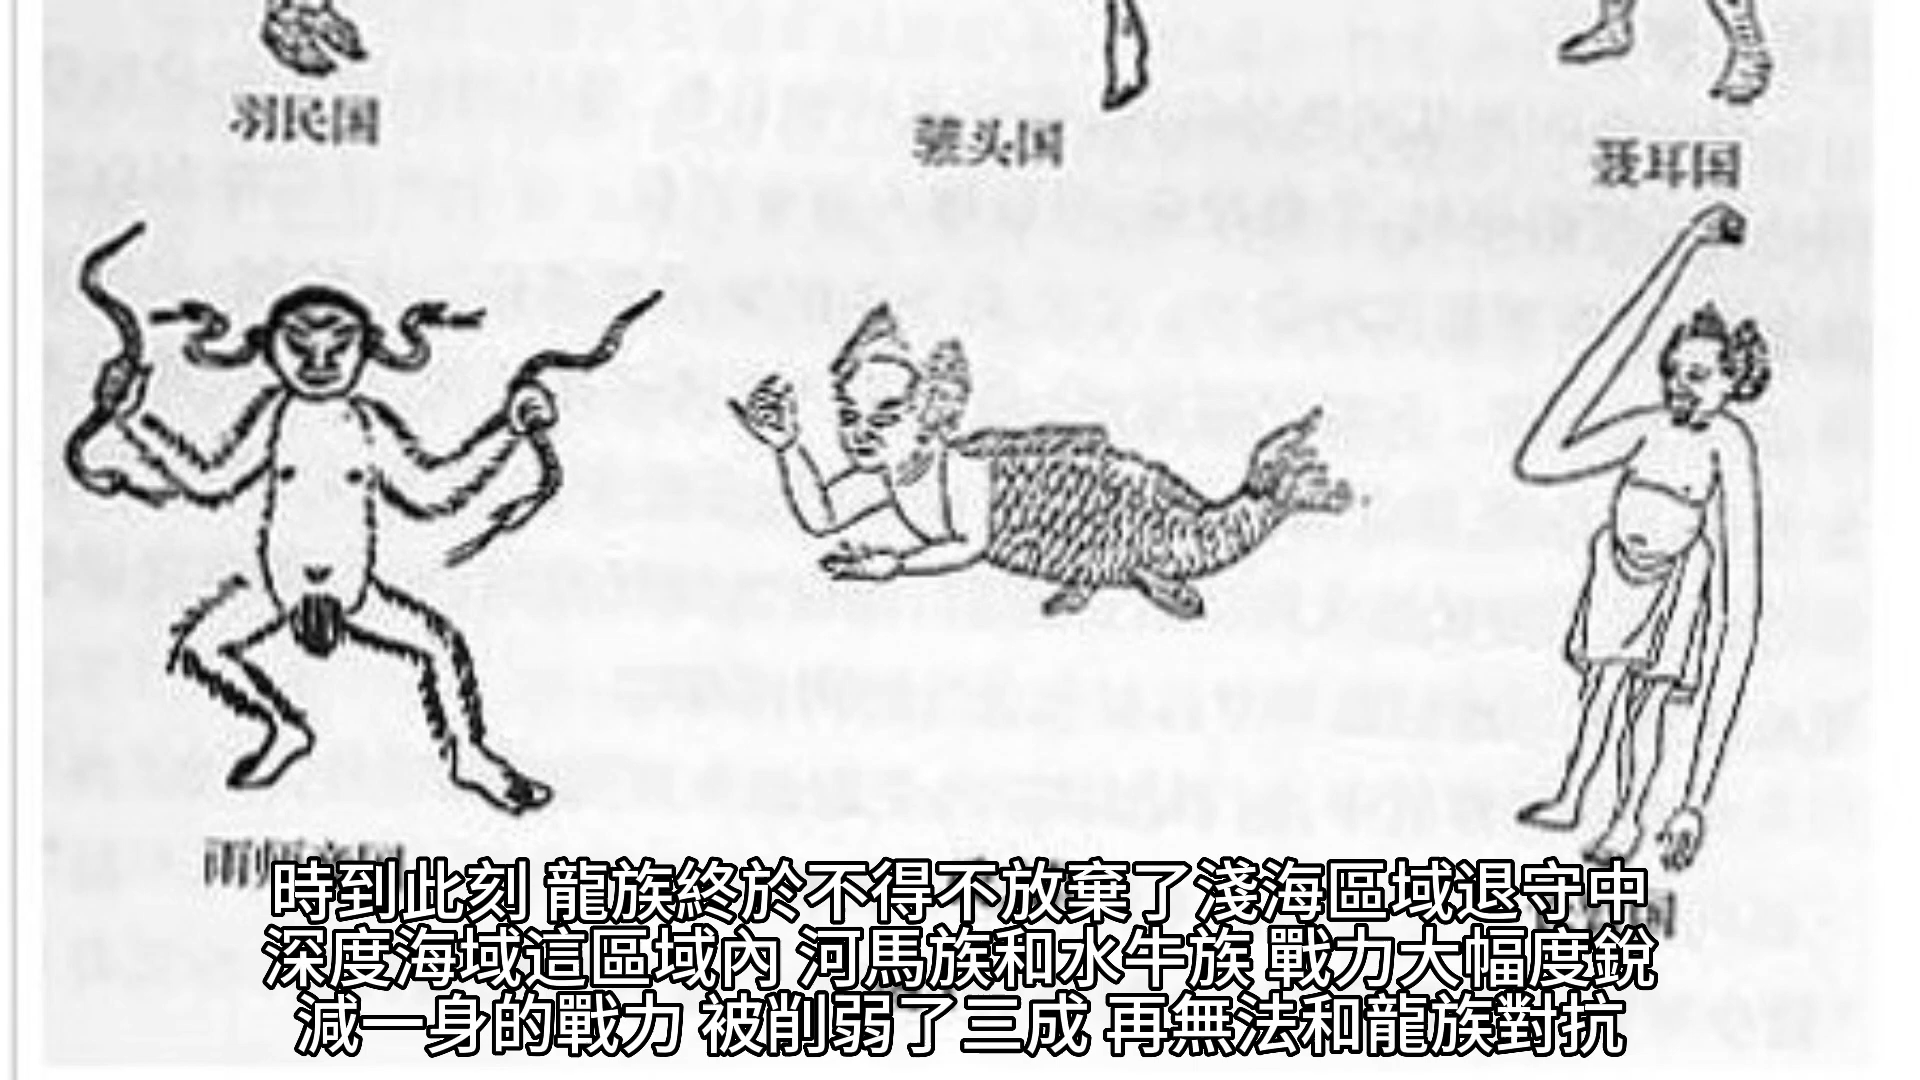 羽民国
驩头国
聂耳国
時到此刻 龍族終於不得不放棄了淺海區域退守中
深度海域這區域內 河馬族和水牛族 戰力大幅度銳
減一身的戰力 被削弱了三成 再無法和龍族對抗